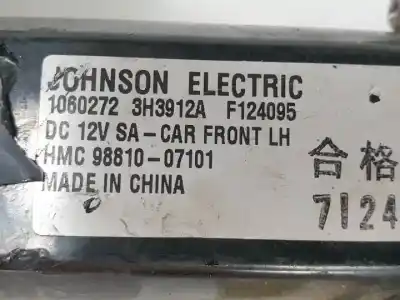 JOHNSON ELECTRIC
1060272 3H3912A F124095
DC 12V SA-CAR FRONT LH
HMC 98810-07101
MADE IN CHINA
合格
7124